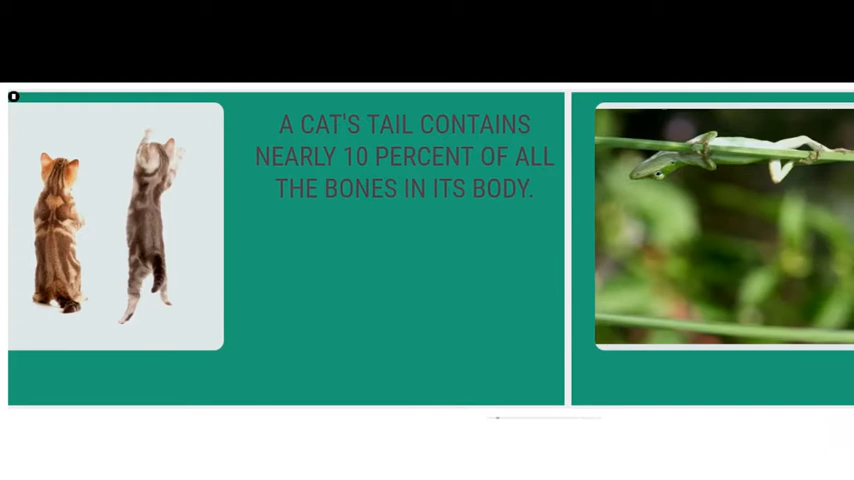 A CAT'S TAIL CONTAINS
NEARLY 10 PERCENT OF ALL
THE BONES IN ITS BODY.